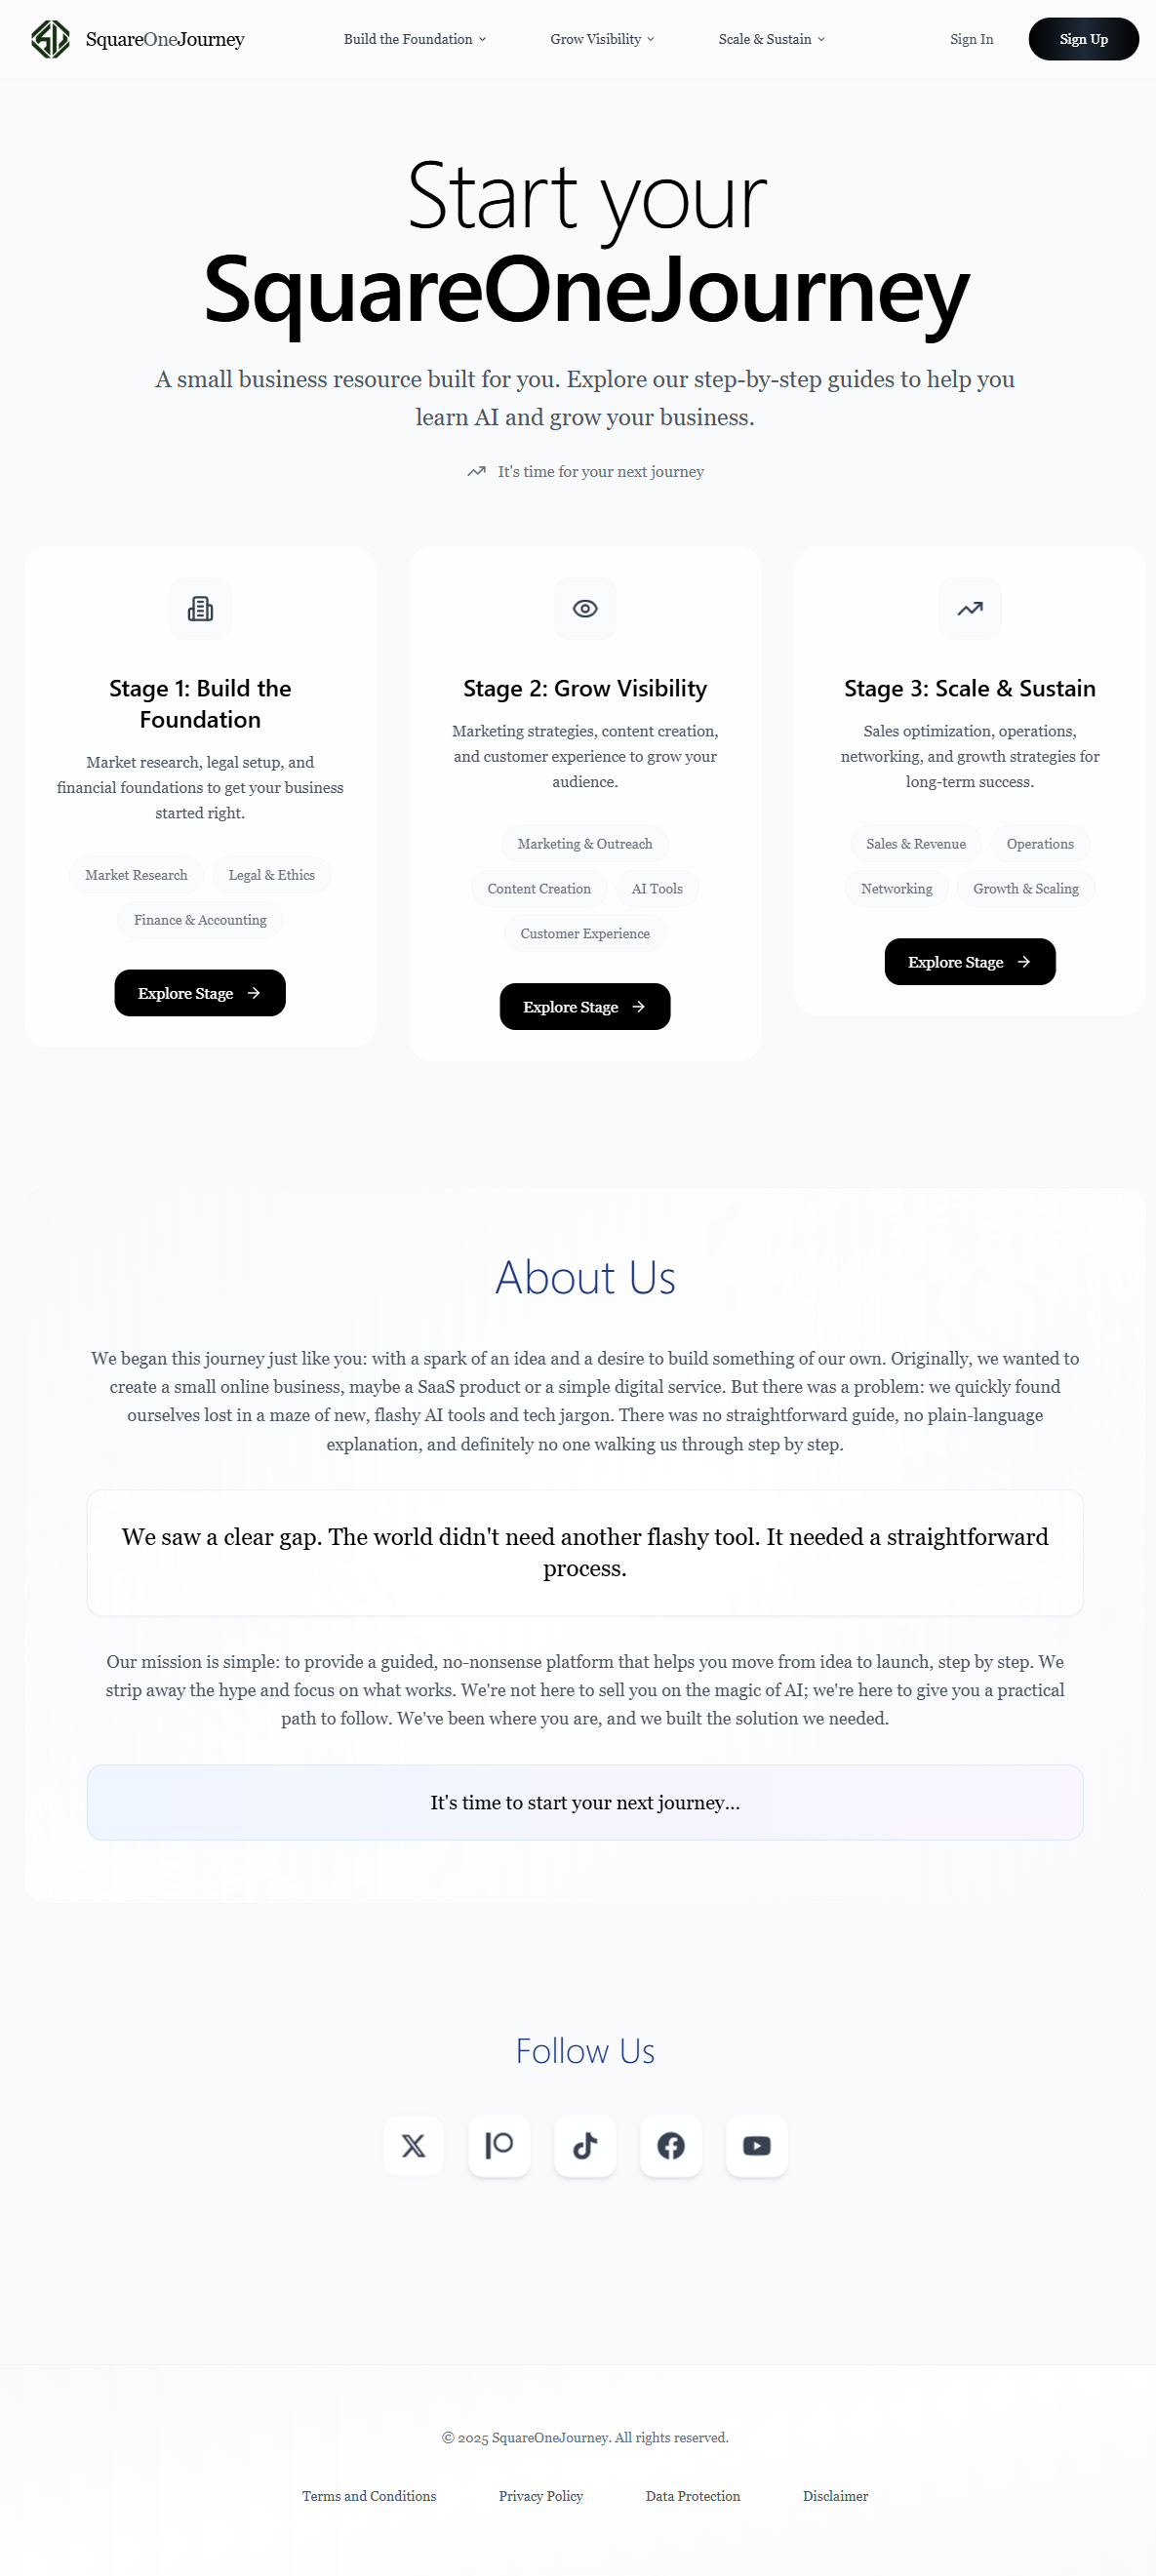 SquareOneJourney
Build the Foundation
Grow Visibility
Scale & Sustain
Sign In
Sign Up
Start your
SquareOneJourney
A small business resource built for you. Explore our step-by-step guides to help you
learn AI and grow your business.
It's time for your next journey
Stage 1: Build the
Foundation
Market research, legal setup, and
financial foundations to get your business
started right.
Market Research
Legal & Ethics
Finance & Accounting
Explore Stage
Stage 2: Grow Visibility
Marketing strategies, content creation,
and customer experience to grow your
audience.
Marketing & Outreach
Content Creation
AI Tools
Customer Experience
Explore Stage
Stage 3: Scale & Sustain
Sales optimization, operations,
networking, and growth strategies for
long-term success.
Sales & Revenue
Operations
Networking
Growth & Scaling
Explore Stage
About Us
We began this journey just like you: with a spark of an idea and a desire to build something of our own. Originally, we wanted to
create a small online business, maybe a SaaS product or a simple digital service. But there was a problem: we quickly found
ourselves lost in a maze of new, flashy AI tools and tech jargon. There was no straightforward guide, no plain-language
explanation, and definitely no one walking us through step by step.
We saw a clear gap. The world didn't need another flashy tool. It needed a straightforward
process.
Our mission is simple: to provide a guided, no-nonsense platform that helps you move from idea to launch, step by step. We
strip away the hype and focus on what works. We're not here to sell you on the magic of AI; we're here to give you a practical
path to follow. We've been where you are, and we built the solution we needed.
It's time to start your next journey...
Follow Us
© 2025 SquareOneJourney. All rights reserved.
Terms and Conditions
Privacy Policy
Data Protection
Disclaimer